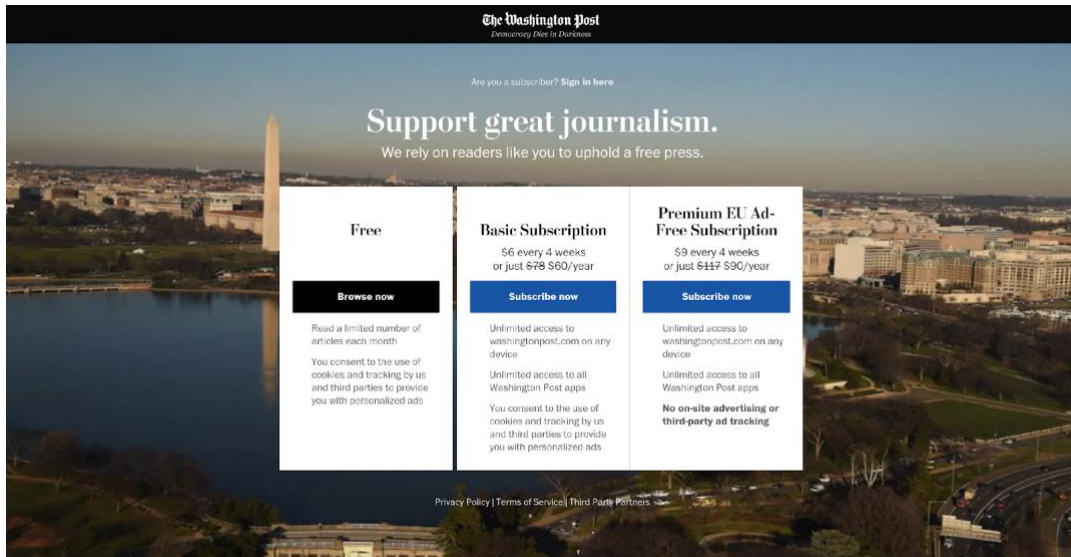 The Washington Post
Democracy Dies in Darkness
Are you a subscriber? Sign in here
Support great journalism.
We rely on readers like you to uphold a free press.
Free
Browse now
Read a limited number of
articles each month
You consent to the use of
cookies and tracking by us
and third parties to provide
you with personalized ads
Basic Subscription
$6 every 4 weeks
or just $78 $60/year
Subscribe now
Unlimited access to
washingtonpost.com on any
device
Unlimited access to all
Washington Post apps
You consent to the use of
cookies and tracking by us
and third parties to provide
you with personalized ads
Premium EU Ad-
Free Subscription
$9 every 4 weeks
or just $117 $90/year
Subscribe now
Unlimited access to
washingtonpost.com on any
device
Unlimited access to all
Washington Post apps
No on-site advertising or
third-party ad tracking
Privacy Policy | Terms of Service | Third Party Partners